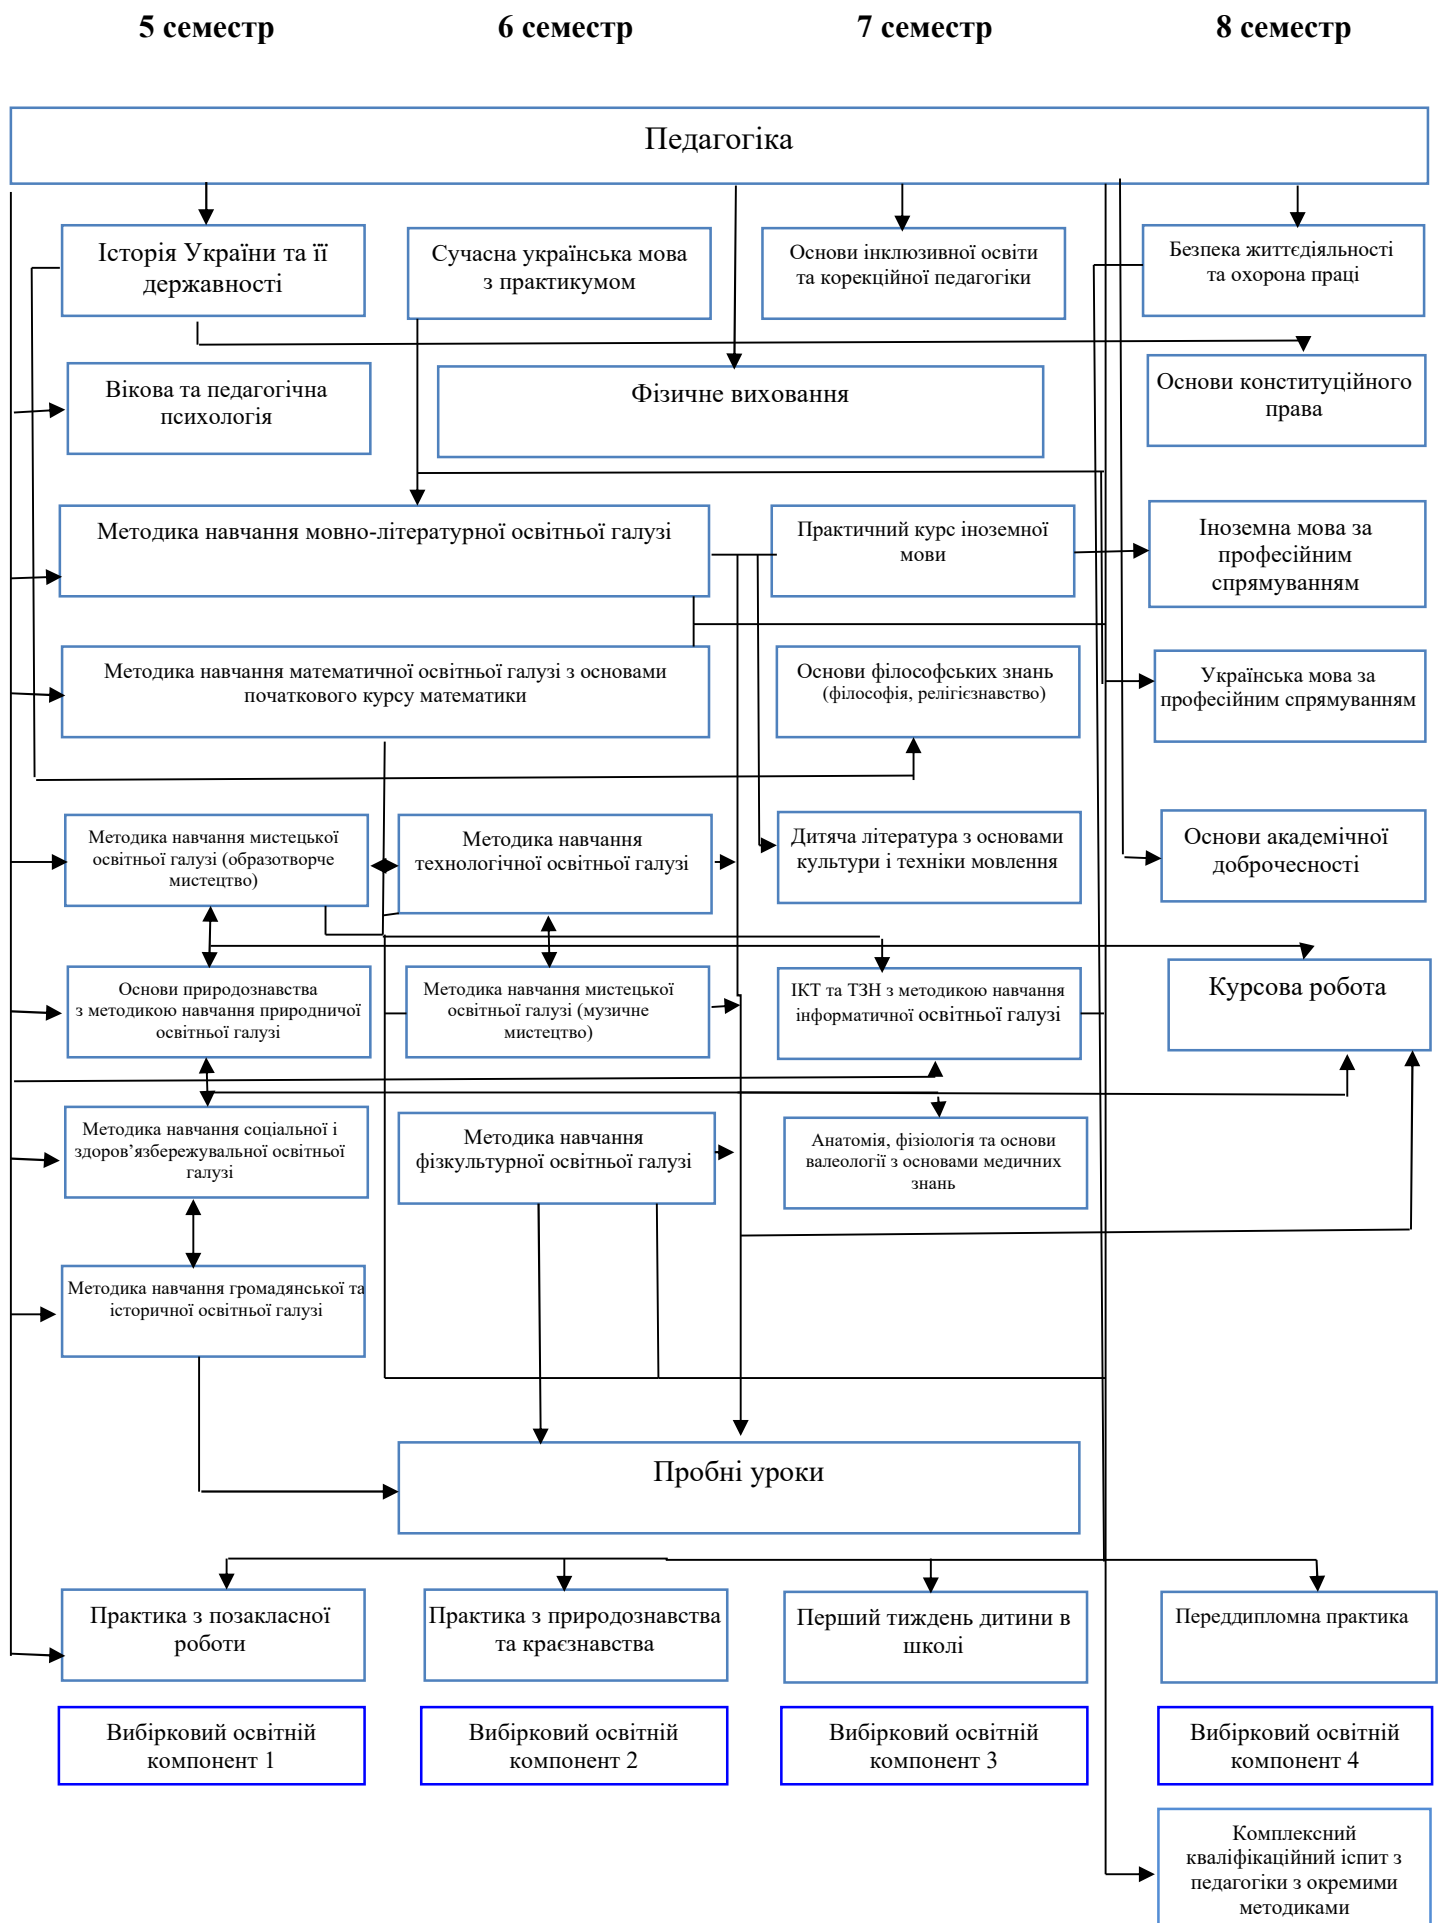 5 семестр
6 семестр
7 семестр
8 семестр
Педагогіка
Історія України та її
державності
Сучасна українська мова
з практикумом
Основи інклюзивної освіти
та корекційної педагогіки
Безпека життєдіяльності
та охорона праці
Вікова та педагогічна
психологія
Фізичне виховання
Основи конституційного
права
Методика навчання мовно-літературної освітньої галузі
Практичний курс іноземної
мови
Іноземна мова за
професійним
спрямуванням
Методика навчання математичної освітньої галузі з основами
початкового курсу математики
Основи філософських знань
(філософія, релігієзнавство)
Українська мова за
професійним спрямуванням
Методика навчання мистецької
освітньої галузі (образотворче
мистецтво)
Методика навчання
технологічної освітньої галузі
Дитяча література з основами
культури і техніки мовлення
Основи академічної
доброчесності
Основи природознавства
з методикою навчання природничої
освітньої галузі
Методика навчання мистецької
освітньої галузі (музичне
мистецтво)
ІКТ та ТЗН з методикою навчання
інформатичної освітньої галузі
Курсова робота
Методика навчання соціальної і
здоров’язбережувальної освітньої
галузі
Методика навчання
фізкультурної освітньої галузі
Анатомія, фізіологія та основи
валеології з основами медичних
знань
Методика навчання громадянської та
історичної освітньої галузі
Пробні уроки
Практика з позакласної
роботи
Практика з природознавства
та краєзнавства
Перший тиждень дитини в
школі
Переддипломна практика
Вибірковий освітній
компонент 1
Вибірковий освітній
компонент 2
Вибірковий освітній
компонент 3
Вибірковий освітній
компонент 4
Комплексний
кваліфікаційний іспит з
педагогіки з окремими
методиками